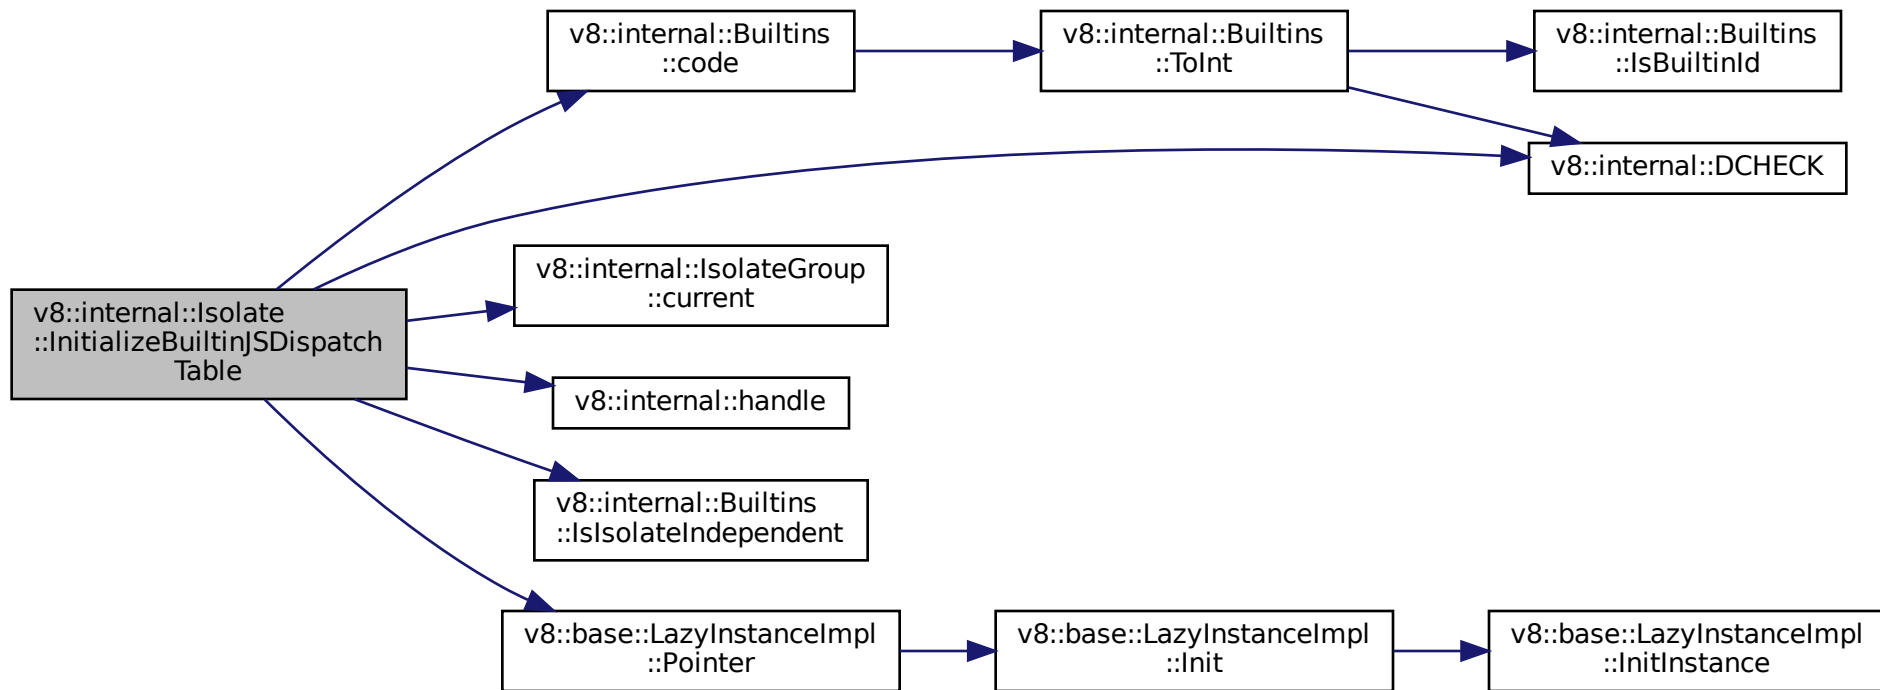 v8::internal::Builtins
::code
v8::internal::Builtins
::ToInt
v8::internal::Builtins
::IsBuiltinId
v8::internal::DCHECK
v8::internal::IsolateGroup
::current
v8::internal::Isolate
::InitializeBuiltinJSDispatch
Table
v8::internal::handle
v8::internal::Builtins
::IsIsolateIndependent
v8::base::LazyInstanceImpl
::Pointer
v8::base::LazyInstanceImpl
::Init
v8::base::LazyInstanceImpl
::InitInstance